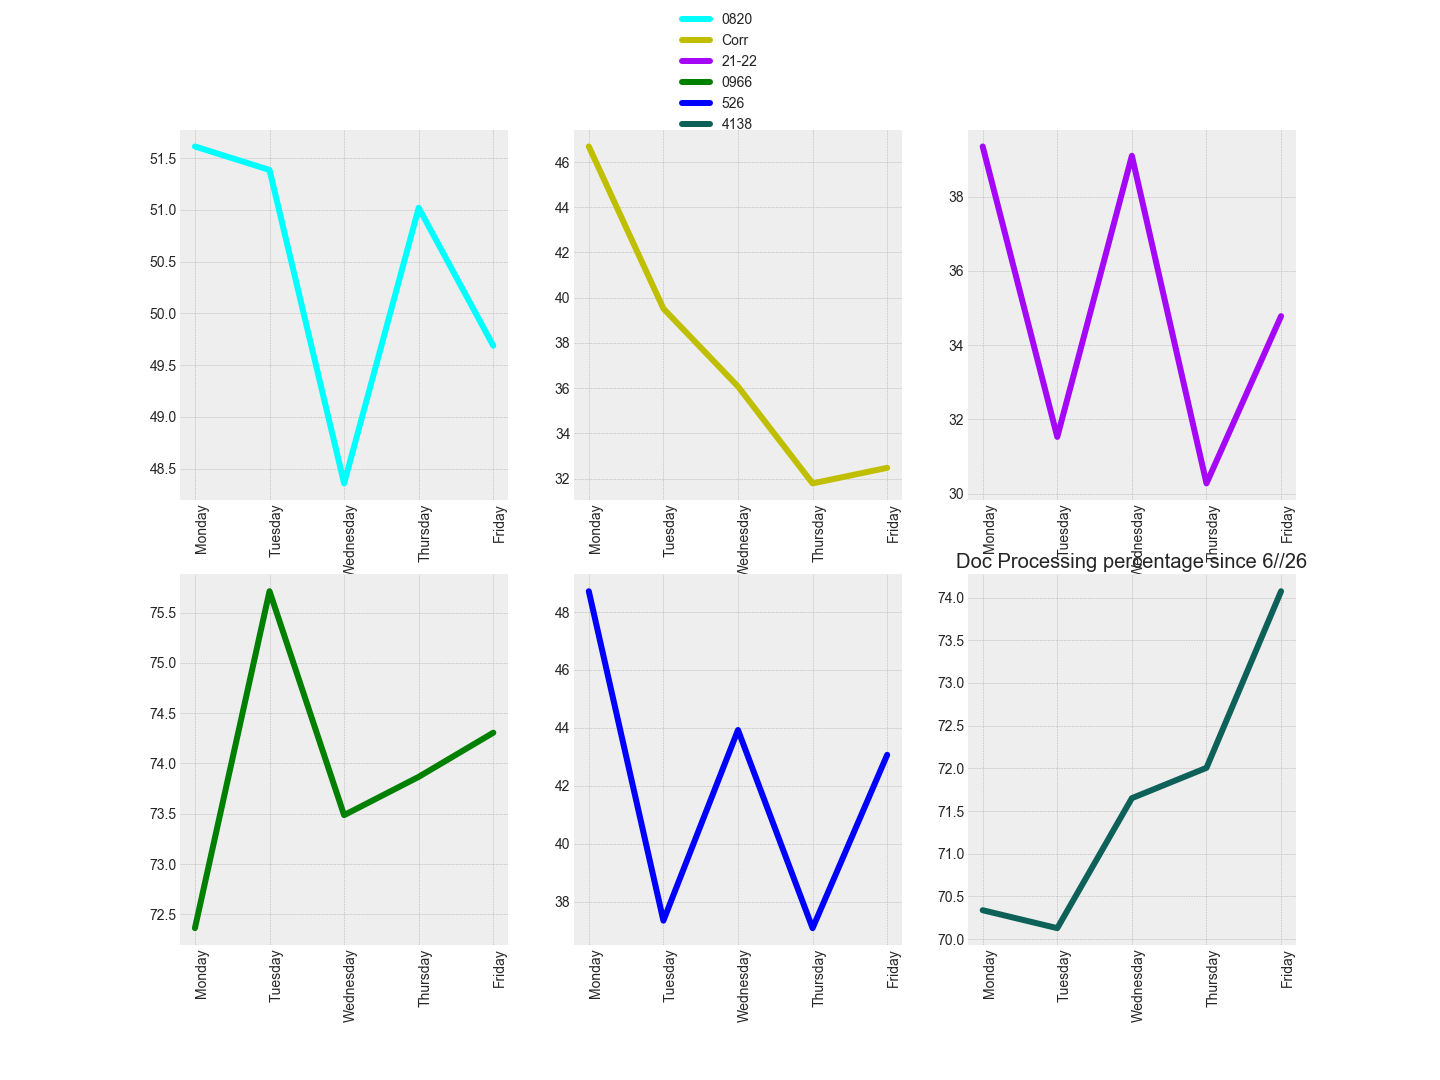 0820
Corr
21-22
0966
526
4138
51.5
51.0
50.5
50.0
49.5
49.0
48.5
Monday
Tuesday
Wednesday
Thursday
Friday
46
44
42
40
38
36
34
32
Monday
Tuesday
Wednesday
Thursday
Friday
38
36
34
32
30
Monday
Tuesday
Wednesday
Thursday
Friday
75.5
75.0
74.5
74.0
73.5
73.0
72.5
Monday
Tuesday
Wednesday
Thursday
Friday
48
46
44
42
40
38
Monday
Tuesday
Wednesday
Thursday
Friday
Doc Processing percentage since 6//26
74.0
73.5
73.0
72.5
72.0
71.5
71.0
70.5
70.0
Monday
Tuesday
Wednesday
Thursday
Friday